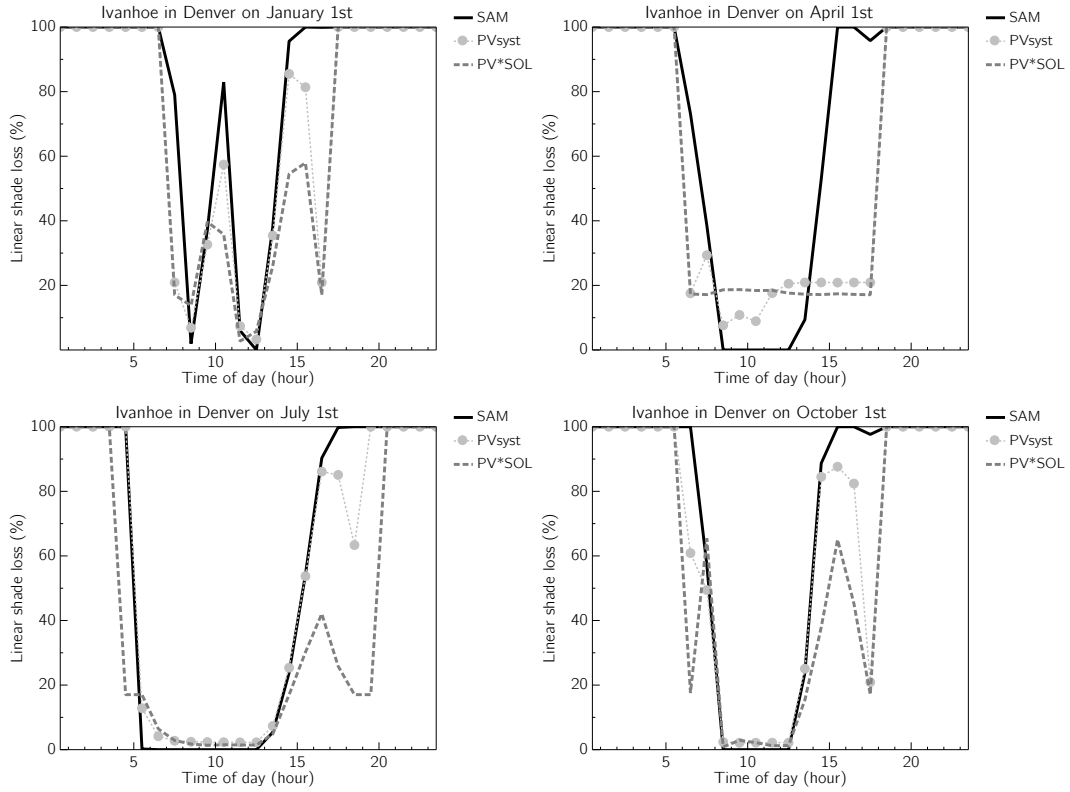 Ivanhoe in Denver on January 1st
SAM
PVsyst
PV*SOL
Linear shade loss (%)
100
80
60
40
20
0
5
10
15
20
Time of day (hour)
Ivanhoe in Denver on April 1st
SAM
PVsyst
PV*SOL
Linear shade loss (%)
100
80
60
40
20
0
5
10
15
20
Time of day (hour)
Ivanhoe in Denver on July 1st
SAM
PVsyst
PV*SOL
Linear shade loss (%)
100
80
60
40
20
0
5
10
15
20
Time of day (hour)
Ivanhoe in Denver on October 1st
SAM
PVsyst
PV*SOL
Linear shade loss (%)
100
80
60
40
20
0
5
10
15
20
Time of day (hour)